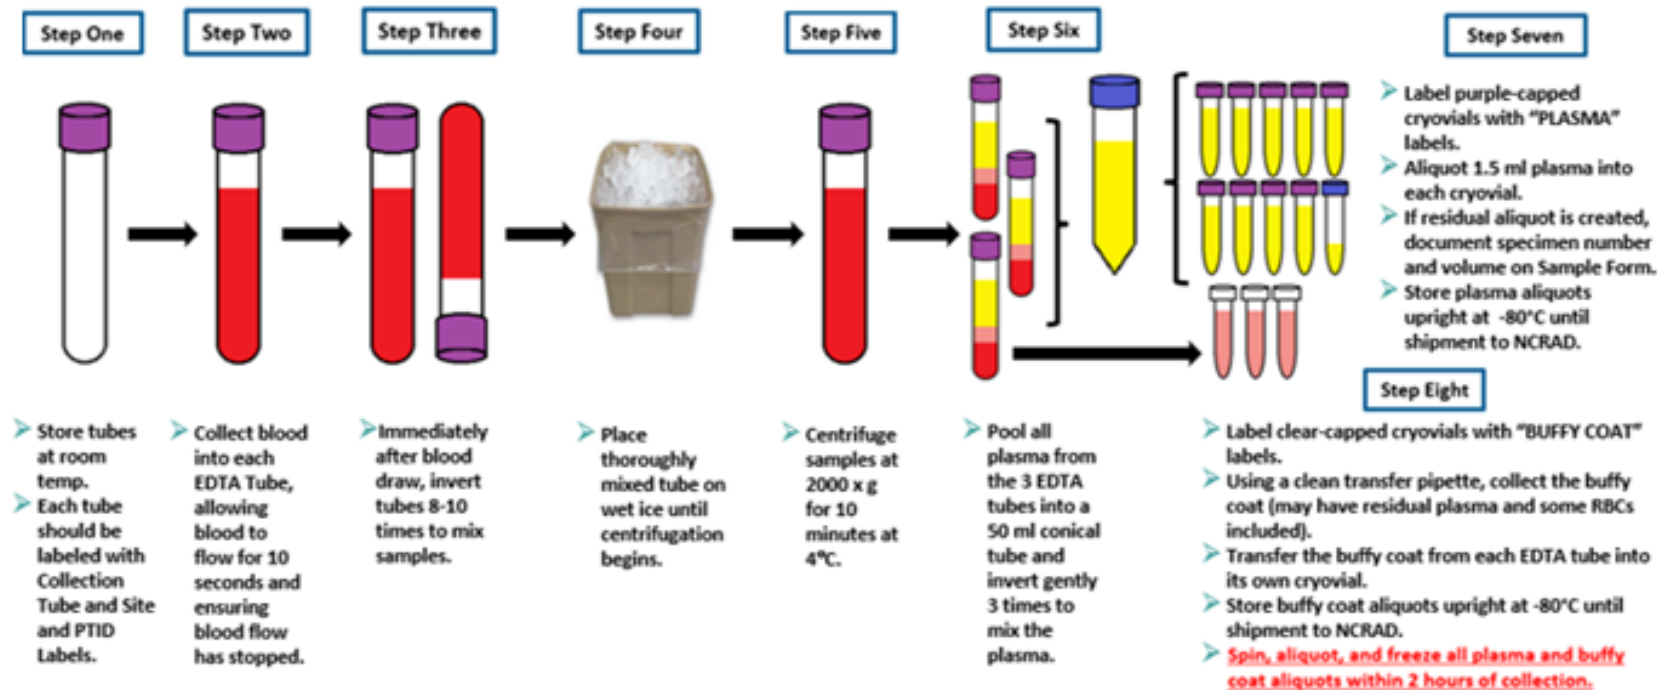 Step One
Step Two
Step Three
Step Four
Step Five
Step Six
Step Seven
➢ Label purple-capped
cryovials with “PLASMA”
labels.
➢ Aliquot 1.5 ml plasma into
each cryovial.
➢ If residual aliquot is created,
document specimen number
and volume on Sample Form.
➢ Store plasma aliquots
upright at -80°C until
shipment to NCRAD.
➢ Store tubes
at room
temp.
➢ Each tube
should be
labeled with
Collection
Tube and Site
and PTID
Labels.
➢ Collect blood
into each
EDTA Tube,
allowing
blood to
flow for 10
seconds and
ensuring
blood flow
has stopped.
➢ Immediately
after blood
draw, invert
tubes 8-10
times to mix
samples.
➢ Place
thoroughly
mixed tube on
wet ice until
centrifugation
begins.
➢ Centrifuge
samples at
2000 x g
for 10
minutes at
4°C.
➢ Pool all
plasma from
the 3 EDTA
tubes into a
50 ml conical
tube and
invert gently
3 times to
mix the
plasma.
Step Eight
➢ Label clear-capped cryovials with “BUFFY COAT”
labels.
➢ Using a clean transfer pipette, collect the buffy
coat (may have residual plasma and some RBCs
included).
➢ Transfer the buffy coat from each EDTA tube into
its own cryovial.
➢ Store buffy coat aliquots upright at -80°C until
shipment to NCRAD.
➢ Spin, aliquot, and freeze all plasma and buffy
coat aliquots within 2 hours of collection.